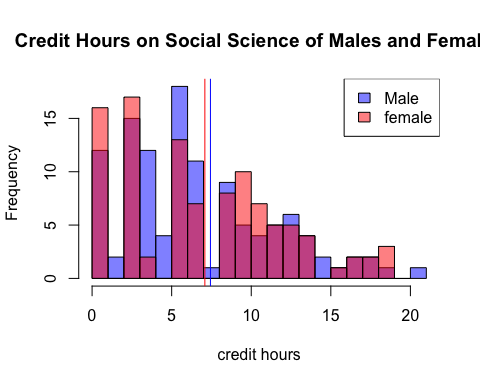 Credit Hours on Social Science of Males and Femal
Male
female
Frequency
15
10
5
0
0 5 10 15 20
credit hours